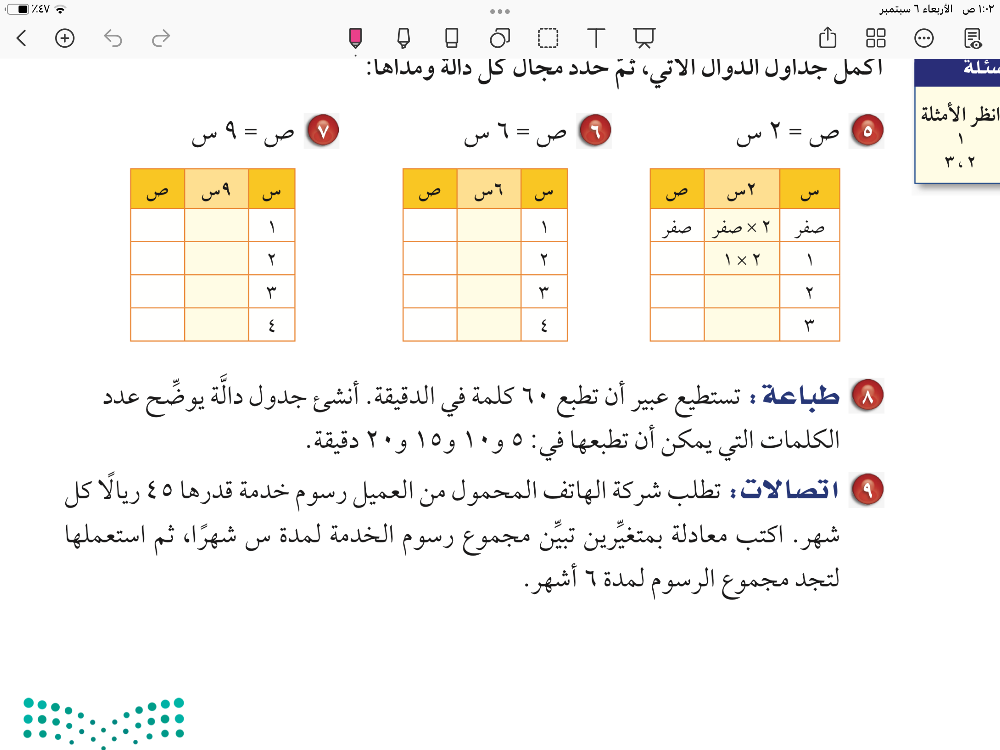 ١:٠٢ ص الأربعاء ٦ سبتمبر
٪٤٧
أكمل جداول الدوال الآتي، ثمّ حدد مجال كل دالة ومداها:
انظر الأمثلة
١
٢ ، ٣
٥ ص = ٢ س
س ٢س ص
صفر ٢ × صفر صفر
١ ٢ × ١
٢
٣
٦ ص = ٦ س
س ٦س ص
١
٢
٣
٤
٧ ص = ٩ س
س ٩س ص
١
٢
٣
٤
٨ طباعة: تستطيع عبير أن تطبع ٦٠ كلمة في الدقيقة. أنشئ جدول دالَّة يوضِّح عدد
الكلمات التي يمكن أن تطبعها في: ٥ و١٠ و١٥ و٢٠ دقيقة.
٩ اتصالات: تطلب شركة الهاتف المحمول من العميل رسوم خدمة قدرها ٤٥ ريالًا كل
شهر. اكتب معادلة بمتغيِّرين تبيِّن مجموع رسوم الخدمة لمدة س شهرًا، ثم استعملها
لتجد مجموع الرسوم لمدة ٦ أشهر.